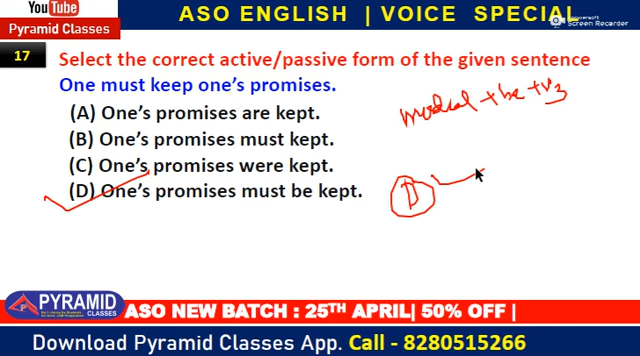 YouTube
Pyramid Classes
ASO ENGLISH | VOICE SPECIAL
Universoft
Screen Recorder
17
Select the correct active/passive form of the given sentence
One must keep one's promises.
(A) One's promises are kept.
(B) One's promises must kept.
(C) One's promises were kept.
(D) One's promises must be kept.
modal + be + v3
D
PYRAMID
CLASSES
ASO NEW BATCH : 25TH APRIL| 50% OFF |
Download Pyramid Classes App. Call - 8280515266